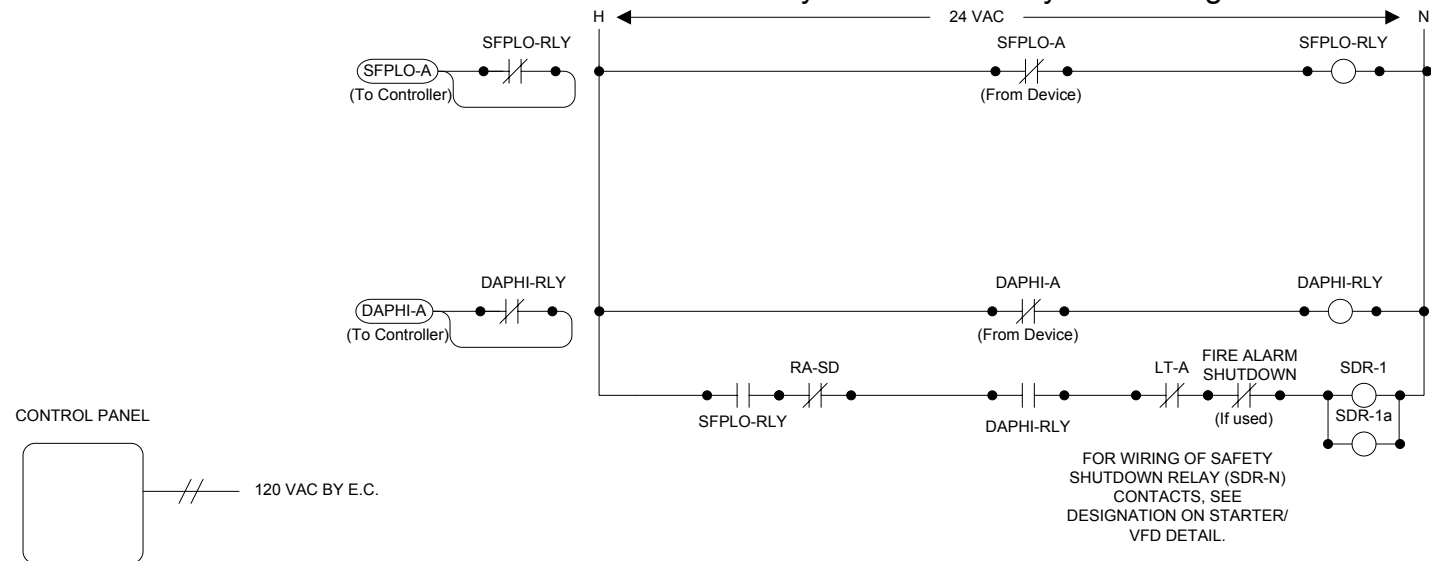 H 24 VAC N
SFPLO-RLY SFPLO-A SFPLO-RLY
SFPLO-A
(To Controller) (From Device)
DAPHI-RLY DAPHI-A DAPHI-RLY
DAPHI-A
(To Controller) (From Device)
RA-SD LT-A FIRE ALARM SDR-1
SHUTDOWN
SFPLO-RLY DAPHI-RLY (If used) SDR-1a
CONTROL PANEL
120 VAC BY E.C.
FOR WIRING OF SAFETY
SHUTDOWN RELAY (SDR-N)
CONTACTS, SEE
DESIGNATION ON STARTER/
VFD DETAIL.